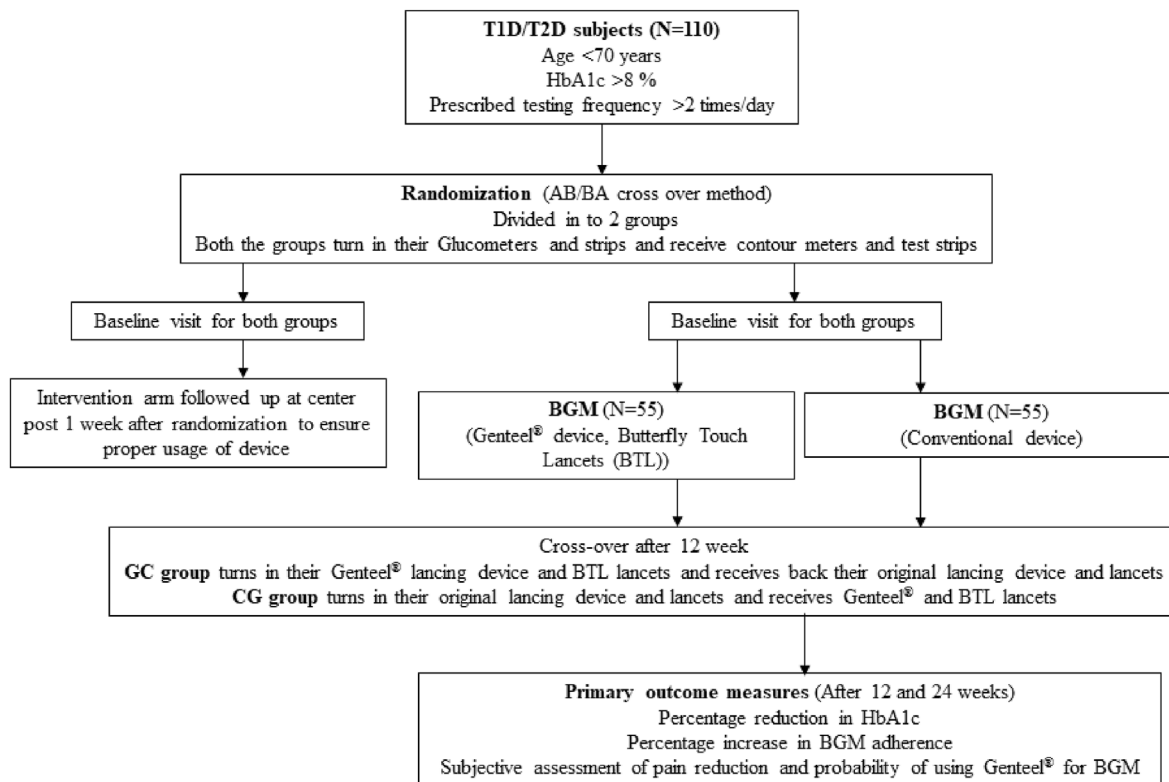 T1D/T2D subjects (N=110)
Age <70 years
HbA1c >8 %
Prescribed testing frequency >2 times/day
Randomization (AB/BA cross over method)
Divided in to 2 groups
Both the groups turn in their Glucometers and strips and receive contour meters and test strips
Baseline visit for both groups
Baseline visit for both groups
Intervention arm followed up at center
post 1 week after randomization to ensure
proper usage of device
BGM (N=55)
(Genteel® device, Butterfly Touch
Lancets (BTL))
BGM (N=55)
(Conventional device)
Cross-over after 12 week
GC group turns in their Genteel® lancing device and BTL lancets and receives back their original lancing device and lancets
CG group turns in their original lancing device and lancets and receives Genteel® and BTL lancets
Primary outcome measures (After 12 and 24 weeks)
Percentage reduction in HbA1c
Percentage increase in BGM adherence
Subjective assessment of pain reduction and probability of using Genteel® for BGM